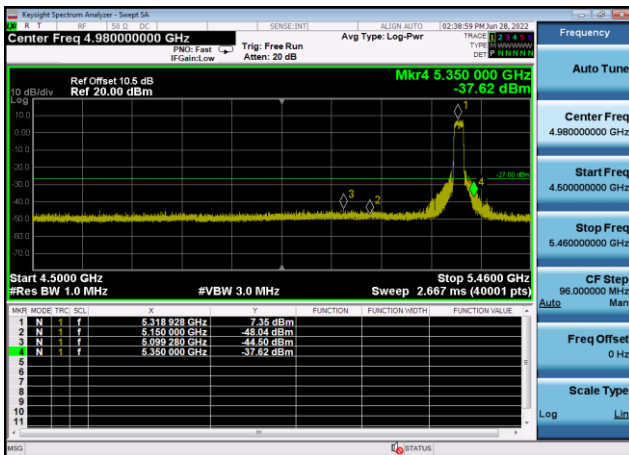 Keysight Spectrum Analyzer - Swept SA
R T RF 50 Ω DC SENSE:INT ALIGN AUTO 02:38:59 PM Jun 28, 2022
Center Freq 4.980000000 GHz
PNO: Fast
IFGain:Low
Trig: Free Run
Atten: 20 dB
Avg Type: Log-Pwr
TRACE 1 2 3 4 5 6
TYPE M W W W W W
DET P N N N N N
Ref Offset 10.5 dB
10 dB/div Ref 20.00 dBm
Log
Mkr4 5.350 000 GHz
-37.62 dBm
10.0
0.00
-10.0
-20.0
-30.0
-40.0
-50.0
-60.0
-70.0
1
-27.00 dBm
4
3
2
Start 4.5000 GHz Stop 5.4600 GHz
#Res BW 1.0 MHz #VBW 3.0 MHz Sweep 2.667 ms (40001 pts)
MKR MODE TRC SCL X Y FUNCTION FUNCTION WIDTH FUNCTION VALUE
1 N 1 f 5.318 928 GHz 7.35 dBm
2 N 1 f 5.150 000 GHz -48.04 dBm
3 N 1 f 5.099 280 GHz -44.50 dBm
4 N 1 f 5.350 000 GHz -37.62 dBm
5
6
7
8
9
10
11
MSG STATUS
Frequency
Auto Tune
Center Freq
4.980000000 GHz
Start Freq
4.500000000 GHz
Stop Freq
5.460000000 GHz
CF Step
96.000000 MHz
Auto Man
Freq Offset
0 Hz
Scale Type
Log Lin